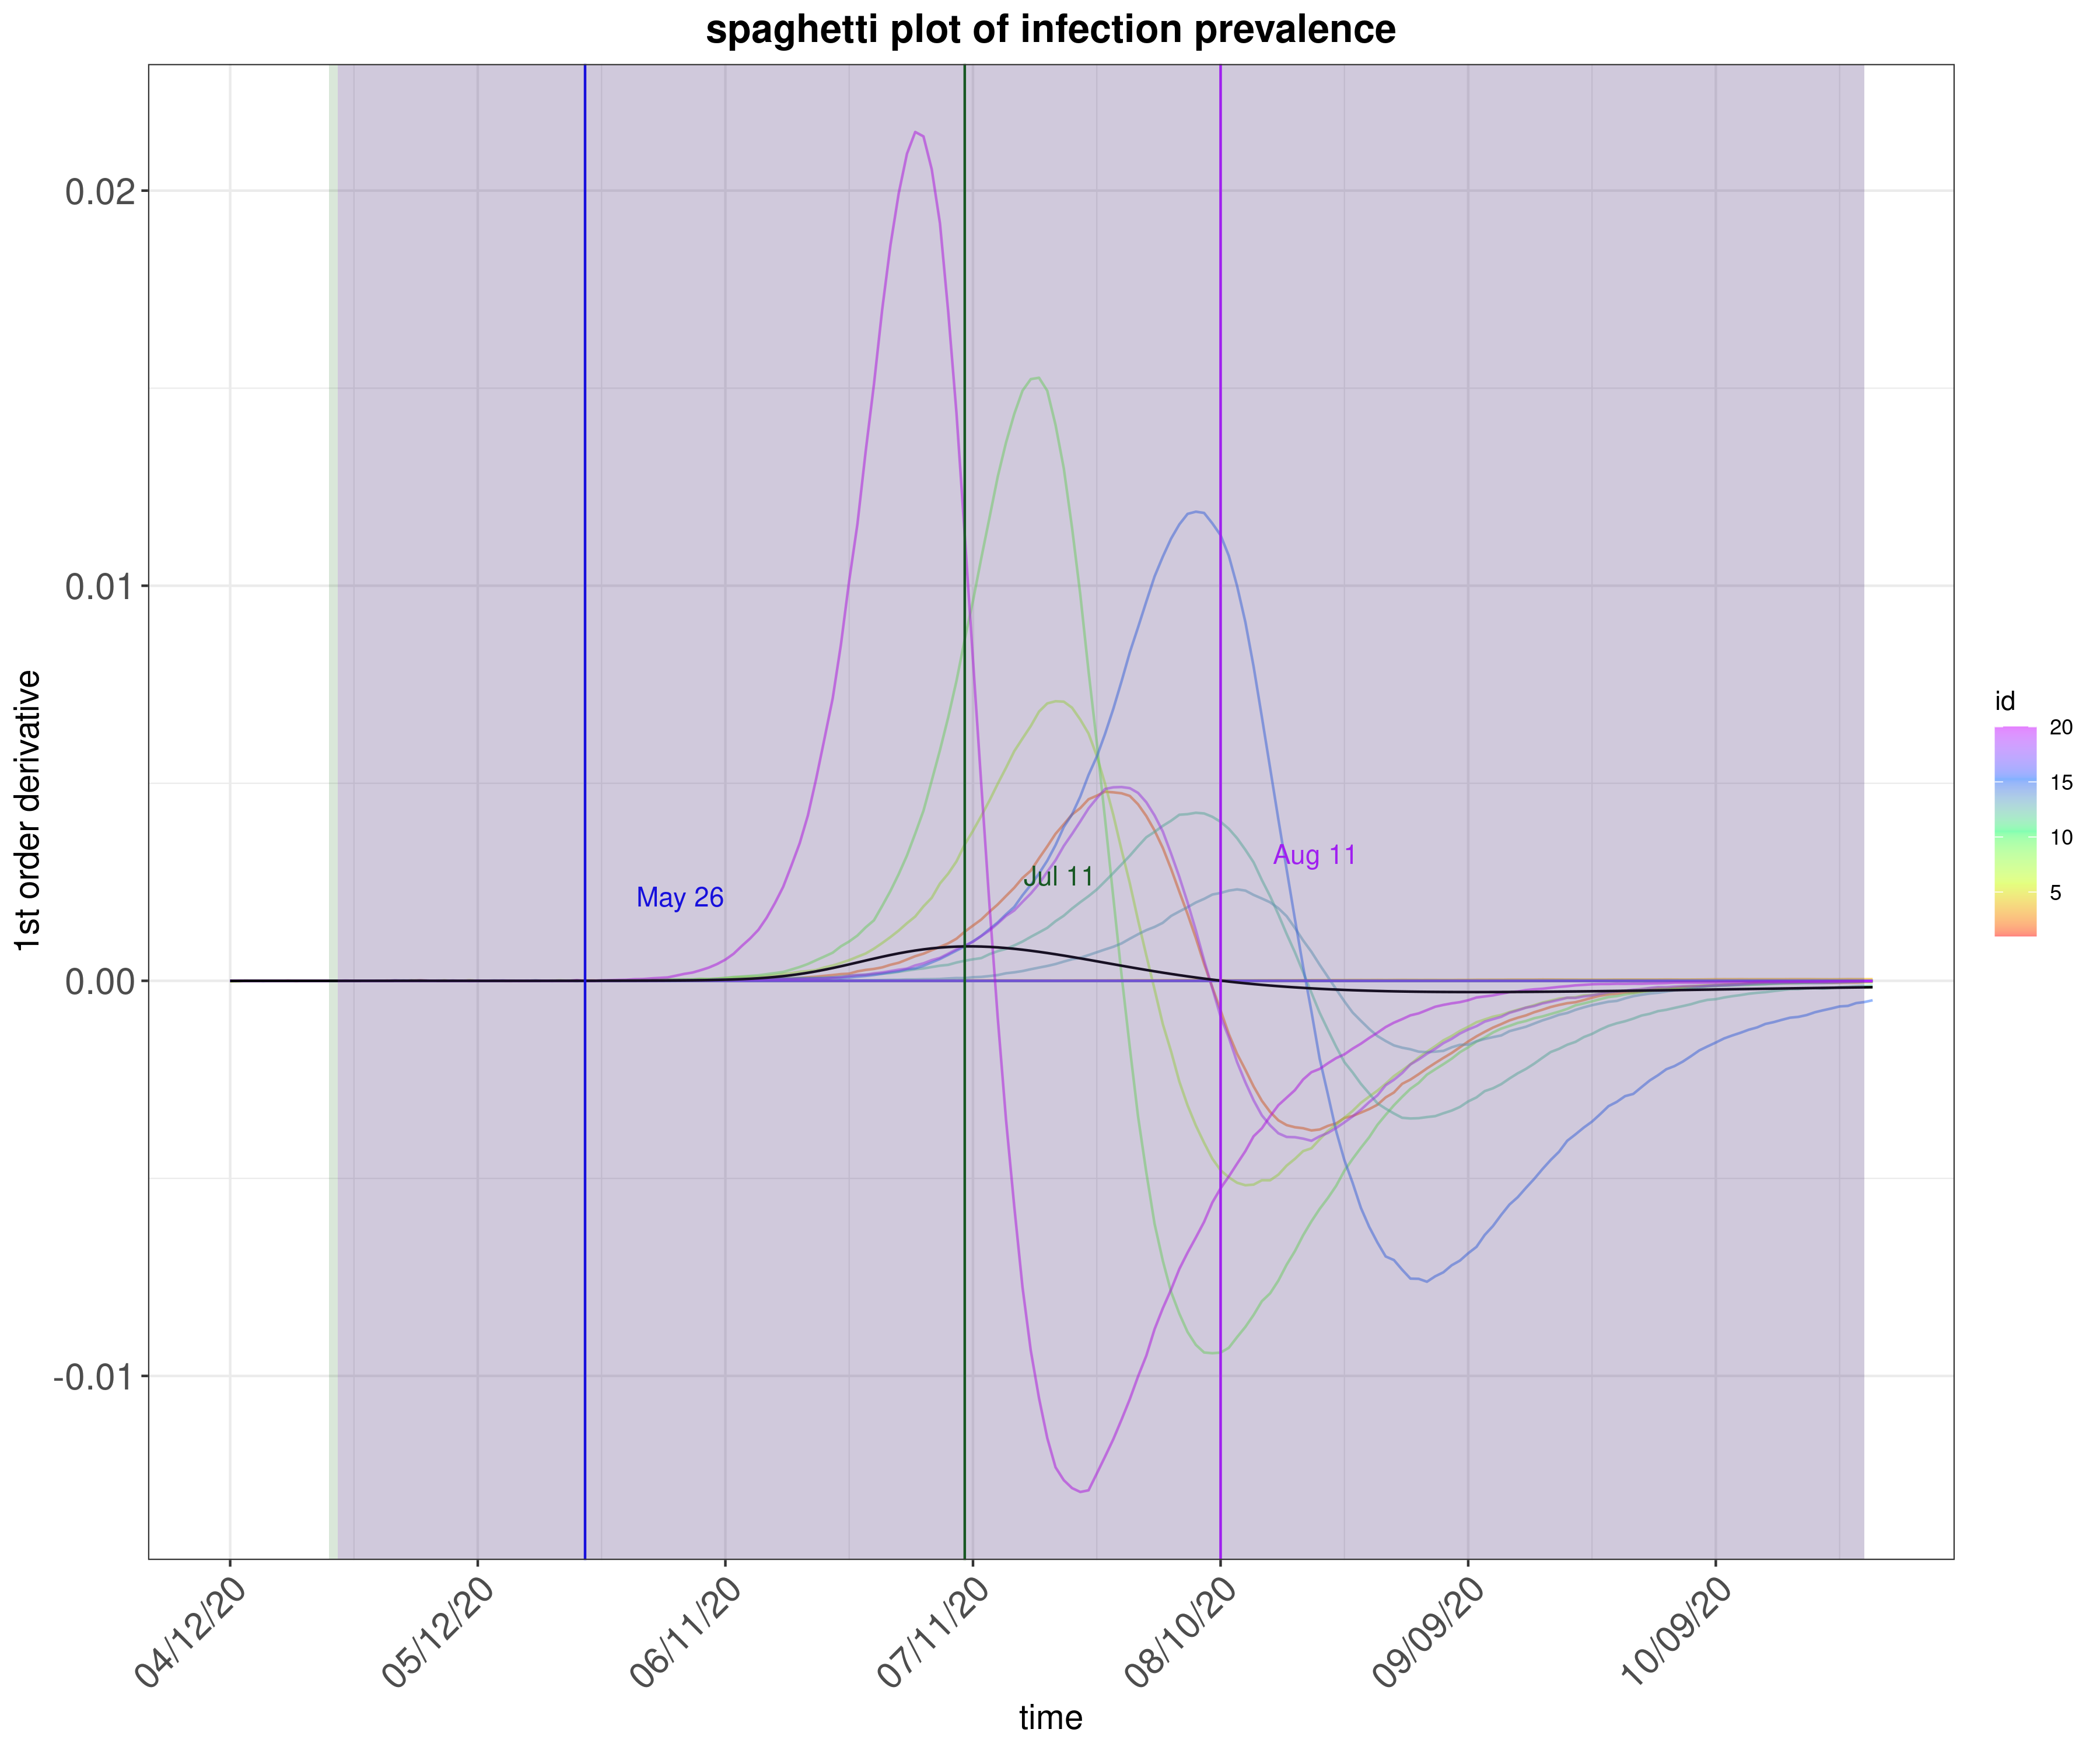 spaghetti plot of infection prevalence
0.02
0.01
0.00
-0.01
1st order derivative
May 26
Jul 11
Aug 11
04/12/20
05/12/20
06/11/20
07/11/20
08/10/20
09/09/20
10/09/20
time
id
20
15
10
5